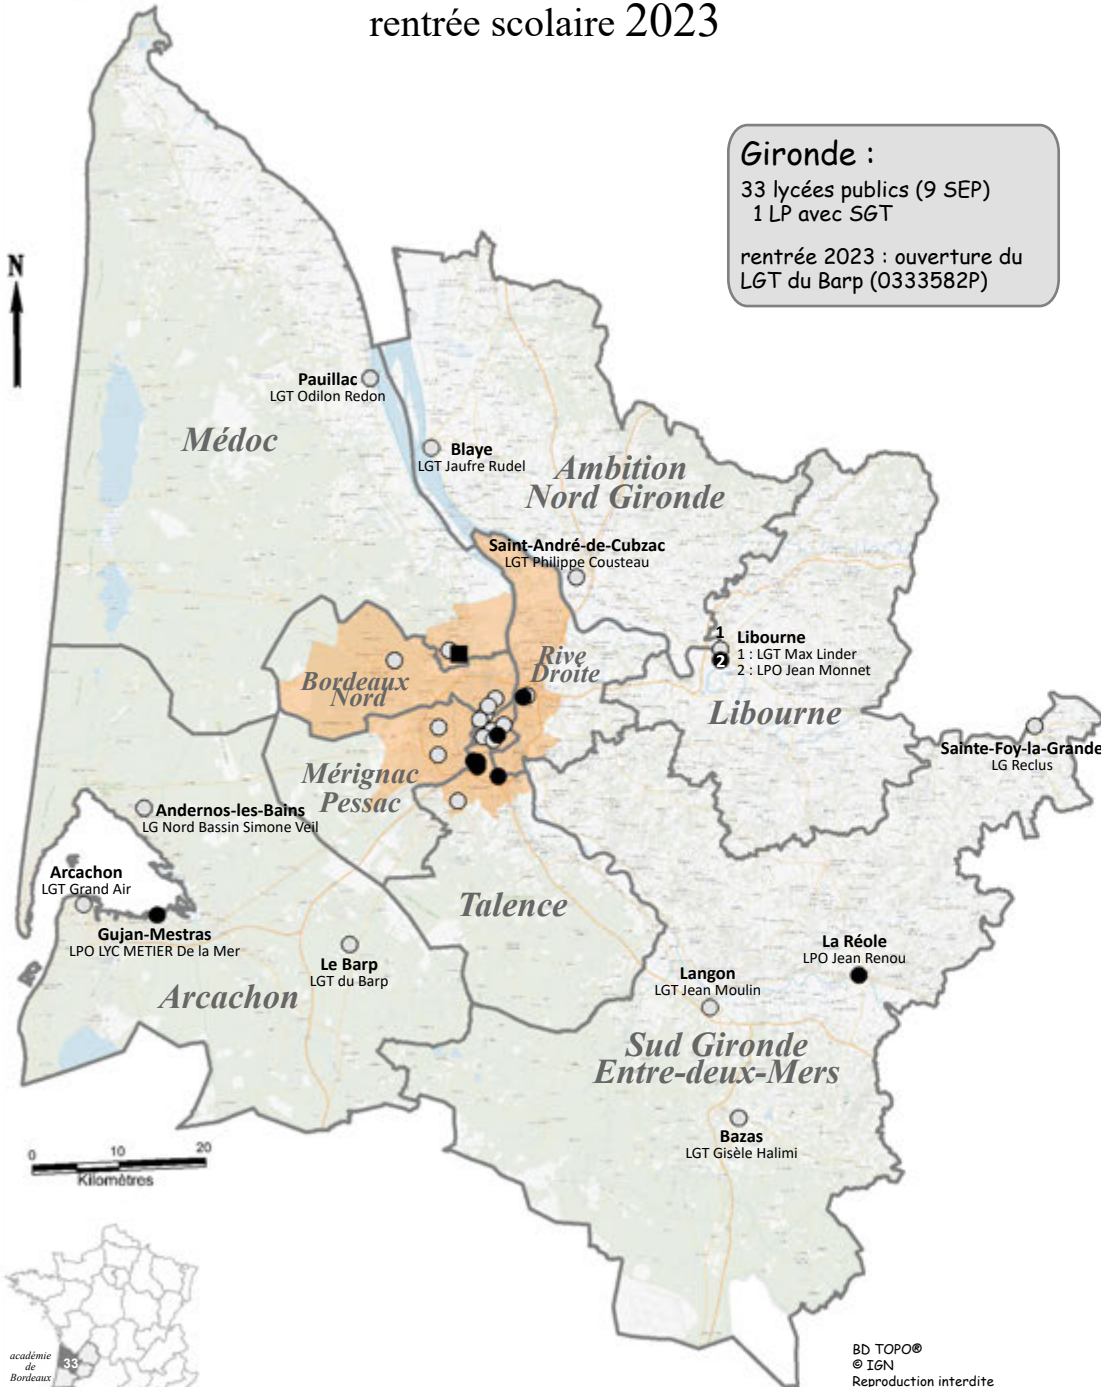 rentrée scolaire 2023
Gironde :
33 lycées publics (9 SEP)
1 LP avec SGT
rentrée 2023 : ouverture du
LGT du Barp (0333582P)
N
Pauillac
LGT Odilon Redon
Médoc
Blaye
LGT Jaufre Rudel
Ambition
Nord Gironde
Saint-André-de-Cubzac
LGT Philippe Cousteau
1
2
Libourne
1 : LGT Max Linder
2 : LPO Jean Monnet
Rive
Droite
Bordeaux
Nord
Libourne
Sainte-Foy-la-Grande
LG Reclus
Mérignac
Pessac
Andernos-les-Bains
LG Nord Bassin Simone Veil
Arcachon
LGT Grand Air
Gujan-Mestras
LPO LYC METIER De la Mer
Talence
Le Barp
LGT du Barp
Arcachon
La Réole
LPO Jean Renou
Langon
LGT Jean Moulin
Sud Gironde
Entre-deux-Mers
Bazas
LGT Gisèle Halimi
0 10 20
Kilomètres
académie
de
Bordeaux
33
BD TOPO®
© IGN
Reproduction interdite